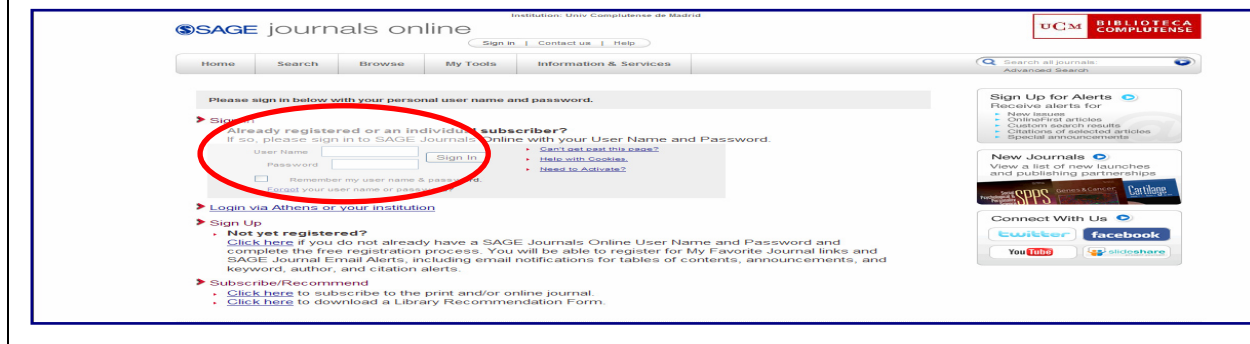 Institution: Univ Complutense de Madrid
SAGE journals online
Sign in | Contact us | Help
UCM BIBLIOTECA COMPLUTENSE
Home Search Browse My Tools Information & Services
Search all journals:
Advanced Search
Please sign in below with your personal user name and password.
Sign In
Already registered or an individual subscriber?
If so, please sign in to SAGE Journals Online with your User Name and Password.
User Name
Password
Sign In
Remember my user name & password.
Forgot your user name or password?
Can't get past this page?
Help with Cookies.
Need to Activate?
Login via Athens or your institution
Sign Up
Not yet registered?
Click here if you do not already have a SAGE Journals Online User Name and Password and
complete the free registration process. You will be able to register for My Favorite Journal links and
SAGE Journal Email Alerts, including email notifications for tables of contents, announcements, and
keyword, author, and citation alerts.
Subscribe/Recommend
Click here to subscribe to the print and/or online journal.
Click here to download a Library Recommendation Form.
Sign Up for Alerts
Receive alerts for
New issues
OnlineFirst articles
Custom search results
Citations of selected articles
Special announcements
New Journals
View a list of new launches
and publishing partnerships
SPPS Genes & Cancer Cartilage
Connect With Us
twitter facebook
YouTube slideshare